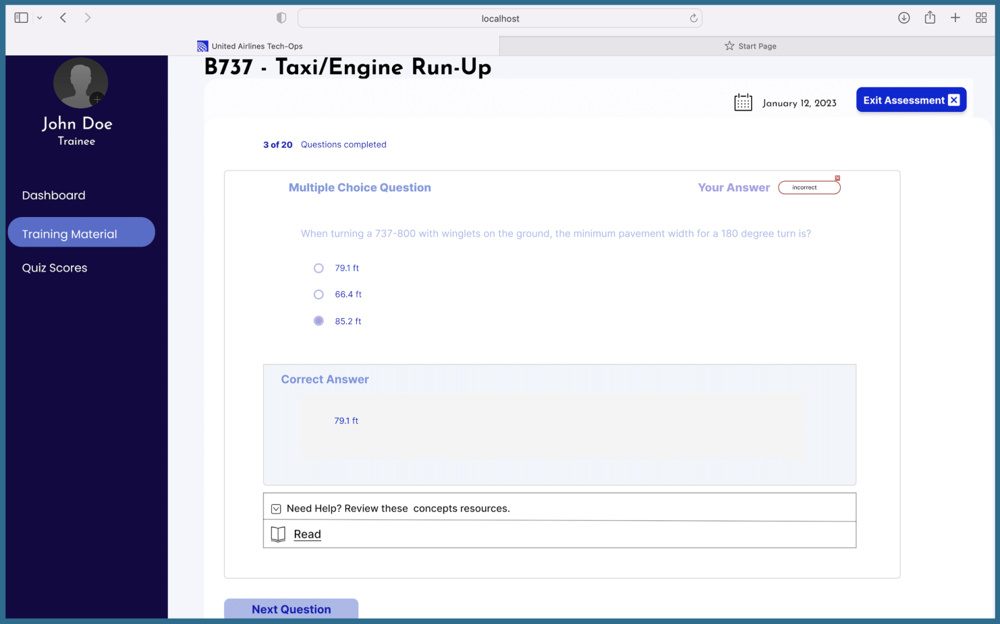 localhost
United Airlines Tech-Ops
Start Page
B737 - Taxi/Engine Run-Up
January 12, 2023
Exit Assessment
John Doe
Trainee
Dashboard
Training Material
Quiz Scores
3 of 20 Questions completed
Multiple Choice Question
Your Answer
incorrect
When turning a 737-800 with winglets on the ground, the minimum pavement width for a 180 degree turn is?
79.1 ft
66.4 ft
85.2 ft
Correct Answer
79.1 ft
Need Help? Review these concepts resources.
Read
Next Question